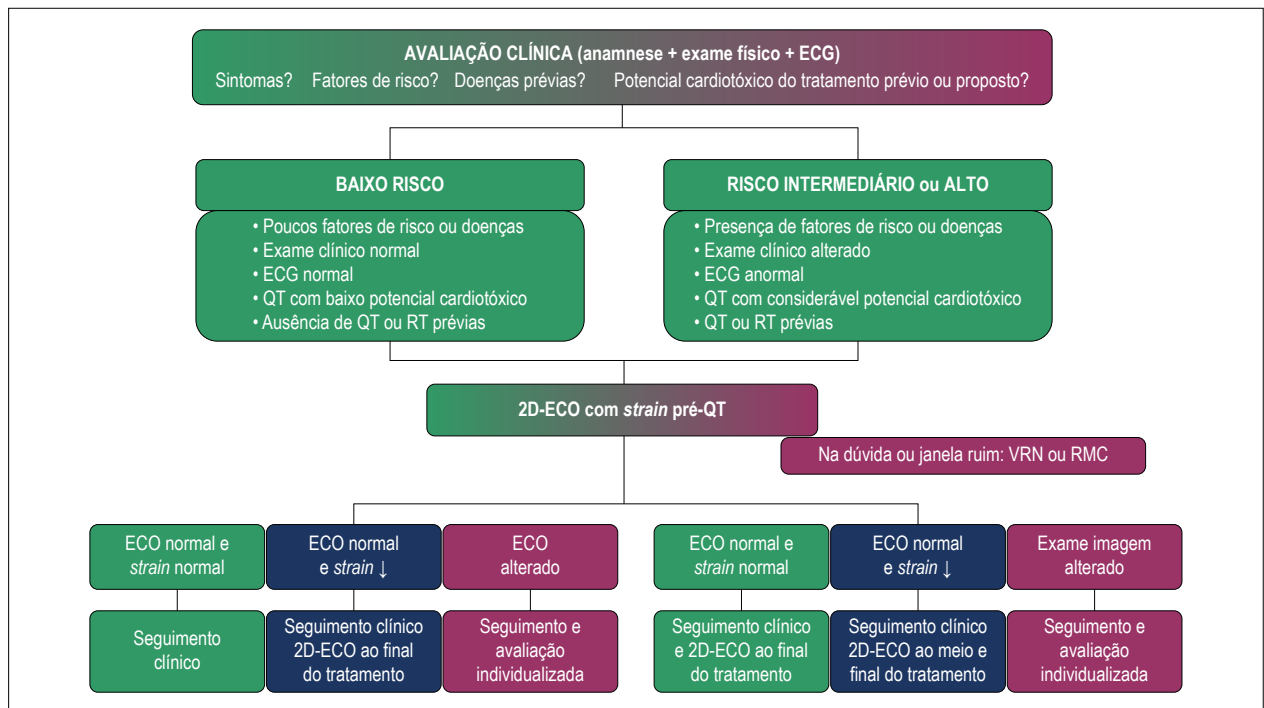 AVALIAÇÃO CLÍNICA (anamnese + exame físico + ECG)
Sintomas? Fatores de risco? Doenças prévias? Potencial cardiotóxico do tratamento prévio ou proposto?
BAIXO RISCO
• Poucos fatores de risco ou doenças
• Exame clínico normal
• ECG normal
• QT com baixo potencial cardiotóxico
• Ausência de QT ou RT prévias
RISCO INTERMEDIÁRIO ou ALTO
• Presença de fatores de risco ou doenças
• Exame clínico alterado
• ECG anormal
• QT com considerável potencial cardiotóxico
• QT ou RT prévias
2D-ECO com strain pré-QT
Na dúvida ou janela ruim: VRN ou RMC
ECO normal e
strain normal
ECO normal
e strain ↓
ECO
alterado
ECO normal e
strain normal
ECO normal
e strain ↓
Exame imagem
alterado
Seguimento
clínico
Seguimento clínico
2D-ECO ao final
do tratamento
Seguimento e
avaliação
individualizada
Seguimento clínico
e 2D-ECO ao final
do tratamento
Seguimento clínico
2D-ECO ao meio e
final do tratamento
Seguimento e
avaliação
individualizada